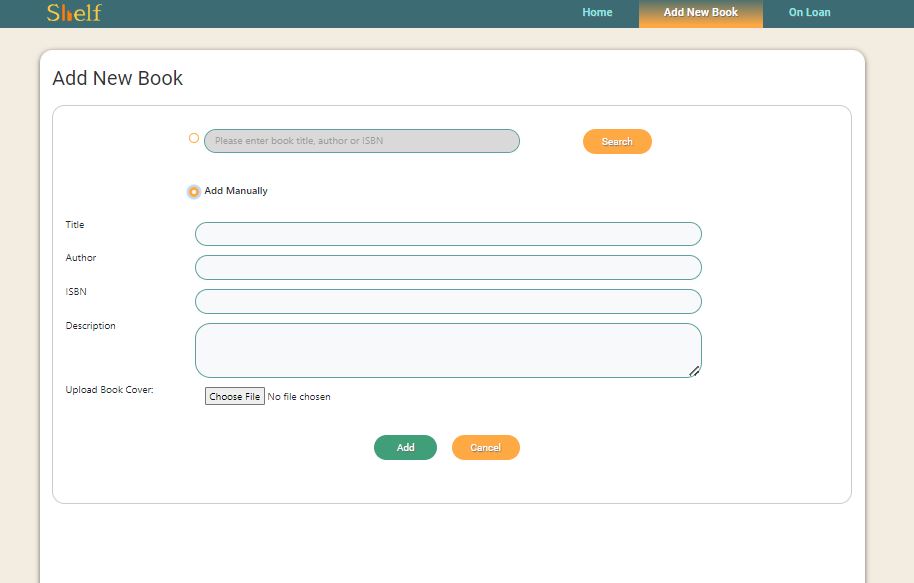 Shelf Home Add New Book On Loan
Add New Book
Please enter book title, author or ISBN Search
Add Manually
Title
Author
ISBN
Description
Upload Book Cover:
Choose File No file chosen
Add Cancel